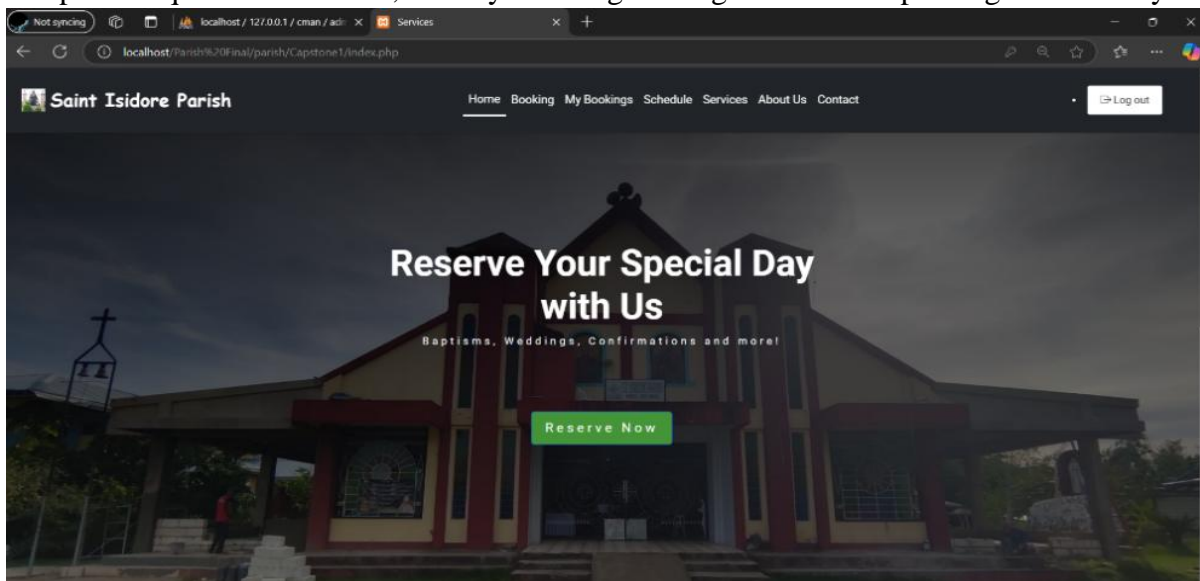 Not syncing
localhost / 127.0.0.1 / cman / adm
Services
localhost/Parish%20Final/parish/Capstone1/index.php
Saint Isidore Parish
Home Booking My Bookings Schedule Services About Us Contact
Log out
Reserve Your Special Day
with Us
Baptisms, Weddings, Confirmations and more!
Reserve Now